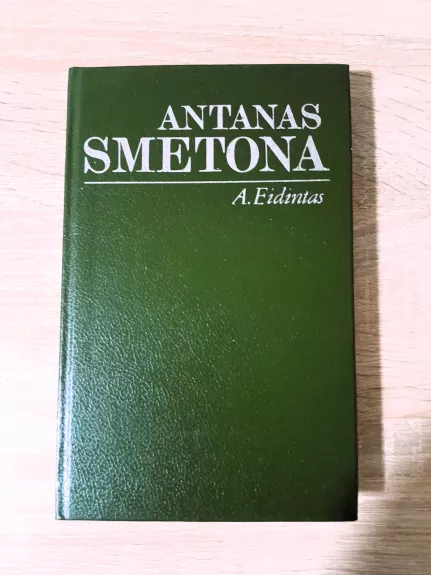 ANTANAS
SMETONA
A. Eidintas